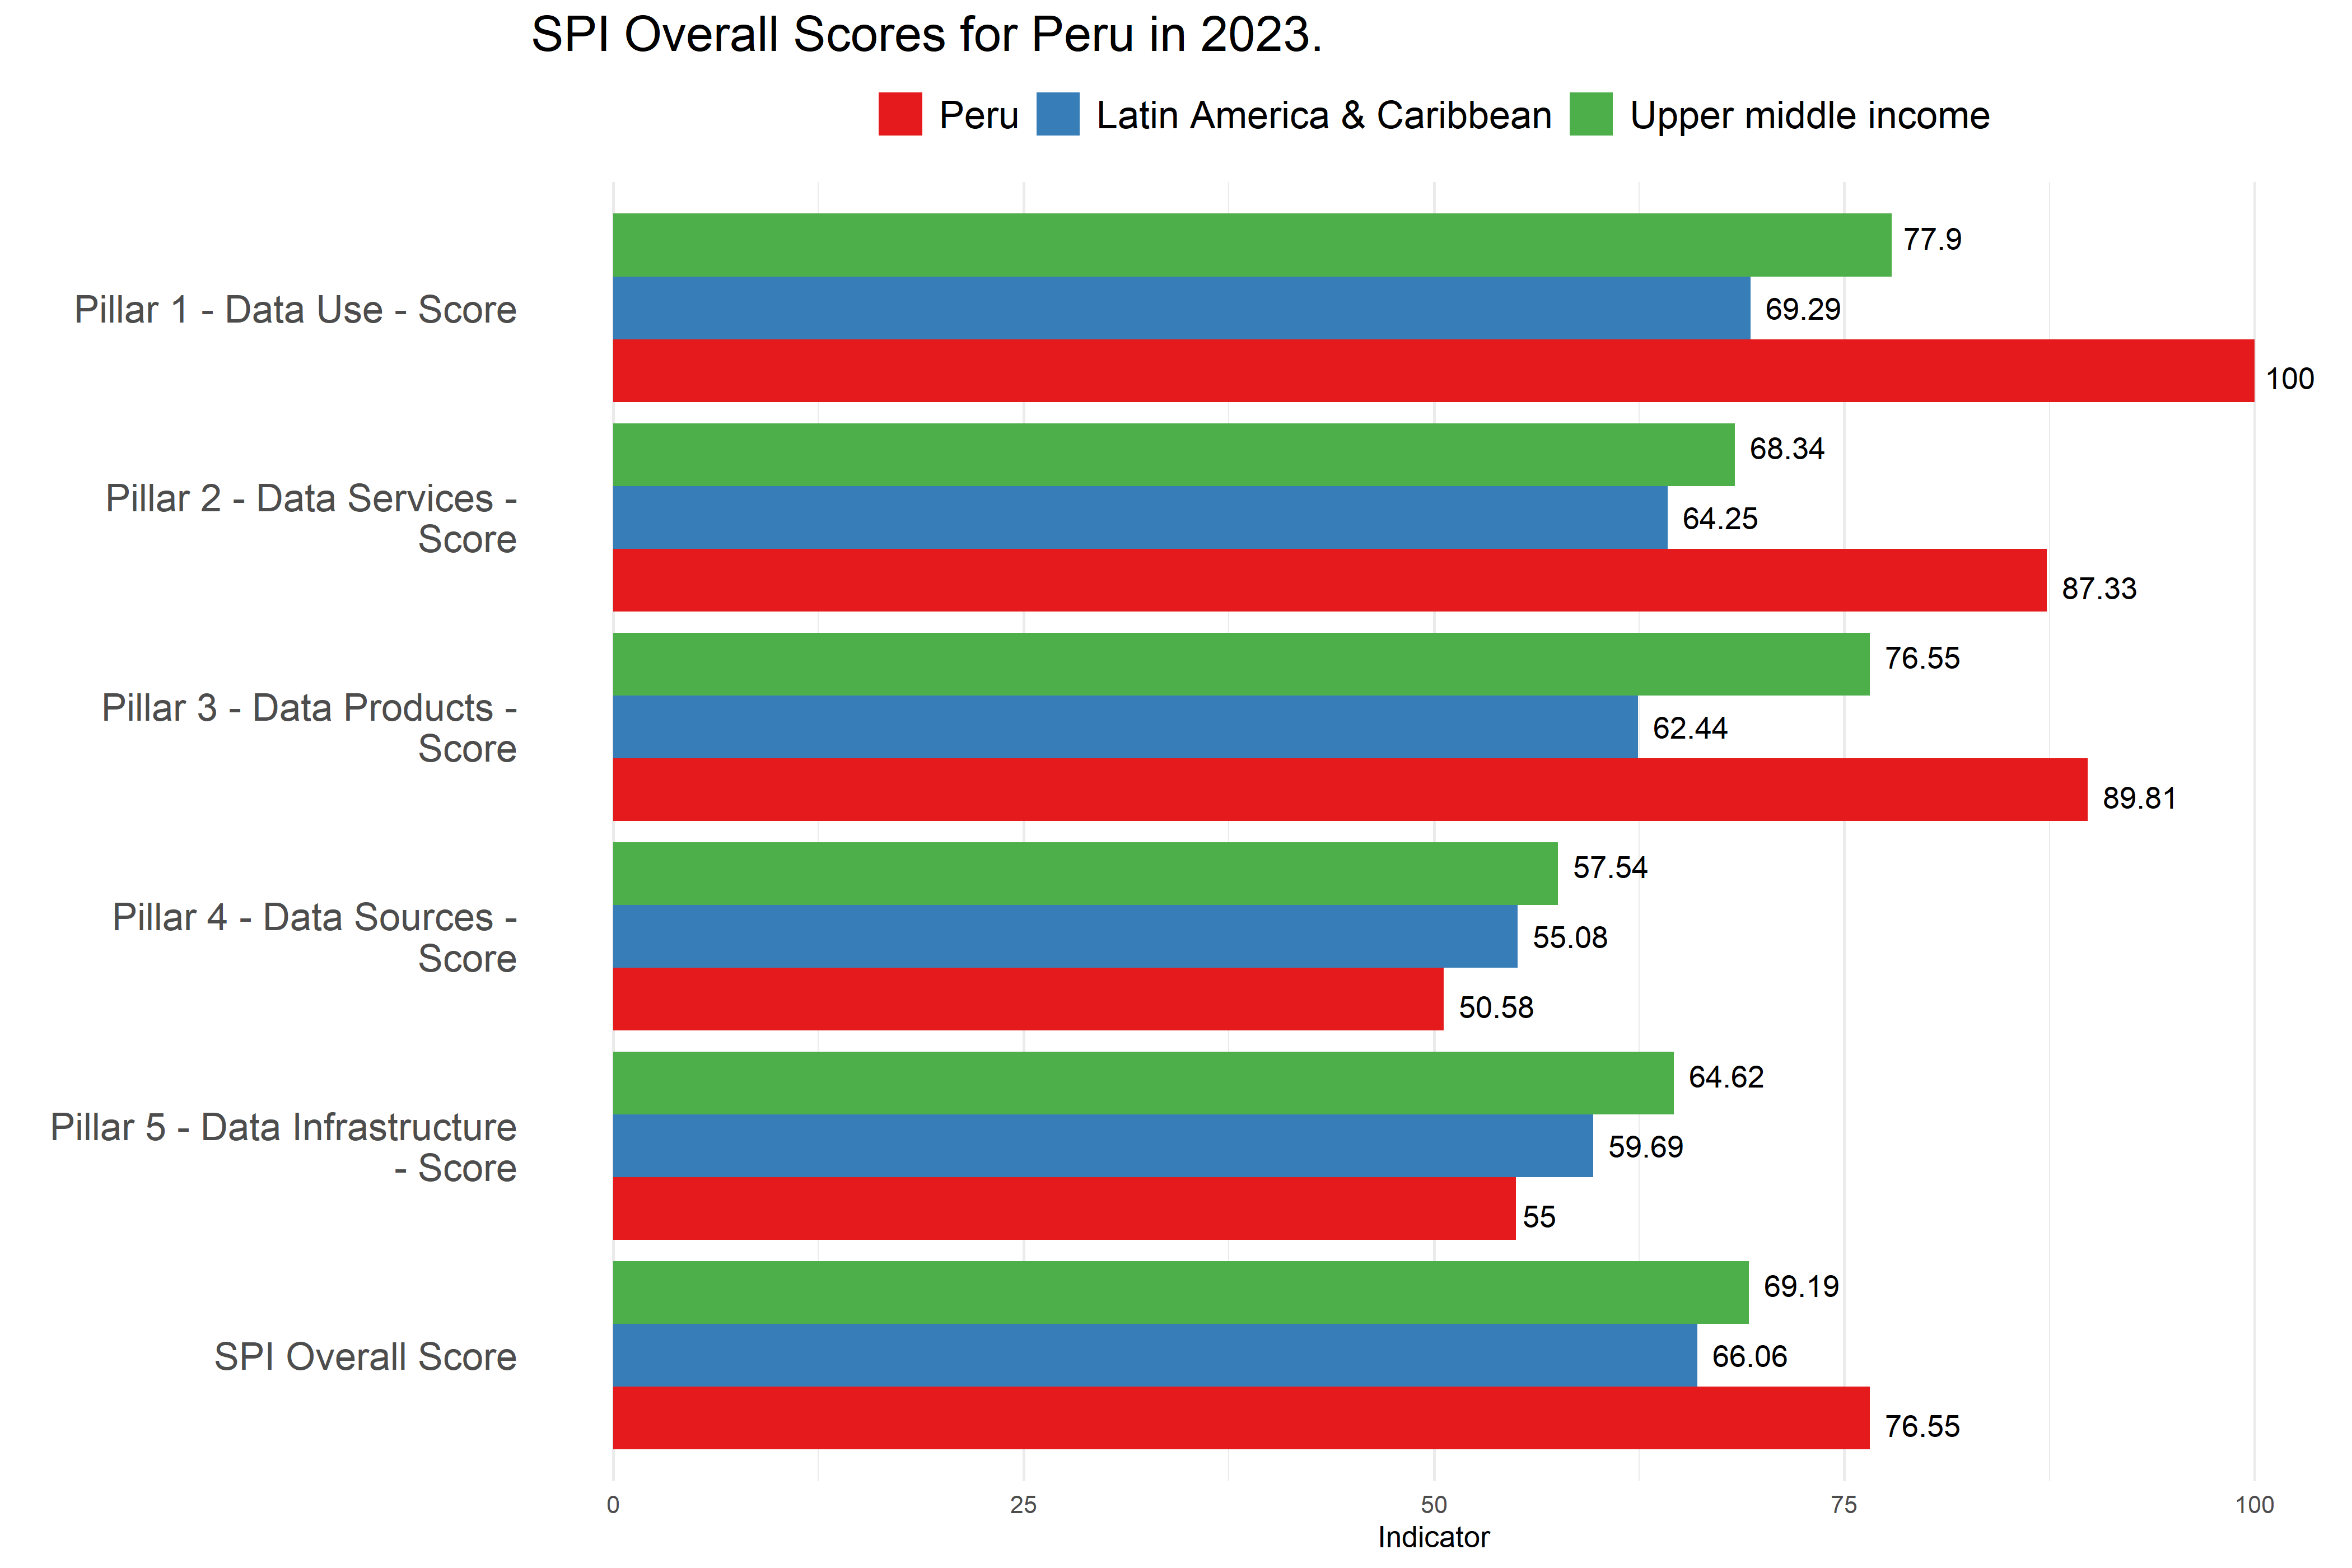 SPI Overall Scores for Peru in 2023.
Peru Latin America & Caribbean Upper middle income
77.9
Pillar 1 - Data Use - Score
69.29
100
68.34
Pillar 2 - Data Services -
Score
64.25
87.33
76.55
Pillar 3 - Data Products -
Score
62.44
89.81
57.54
Pillar 4 - Data Sources -
Score
55.08
50.58
64.62
Pillar 5 - Data Infrastructure
- Score
59.69
55
69.19
SPI Overall Score
66.06
76.55
0 25 50 75 100
Indicator